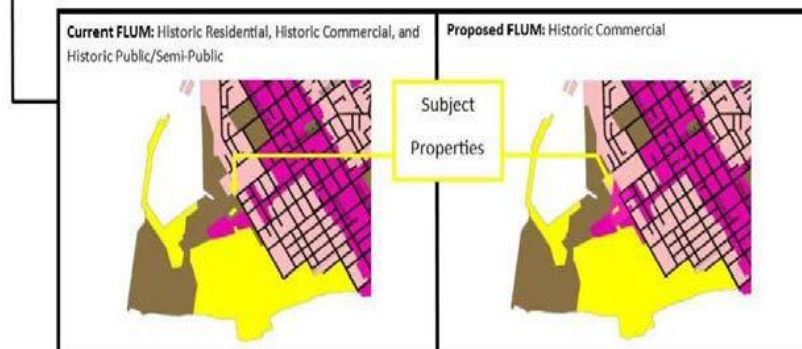 Current FLUM: Historic Residential, Historic Commercial, and
Historic Public/Semi-Public
Proposed FLUM: Historic Commercial
Subject
Properties